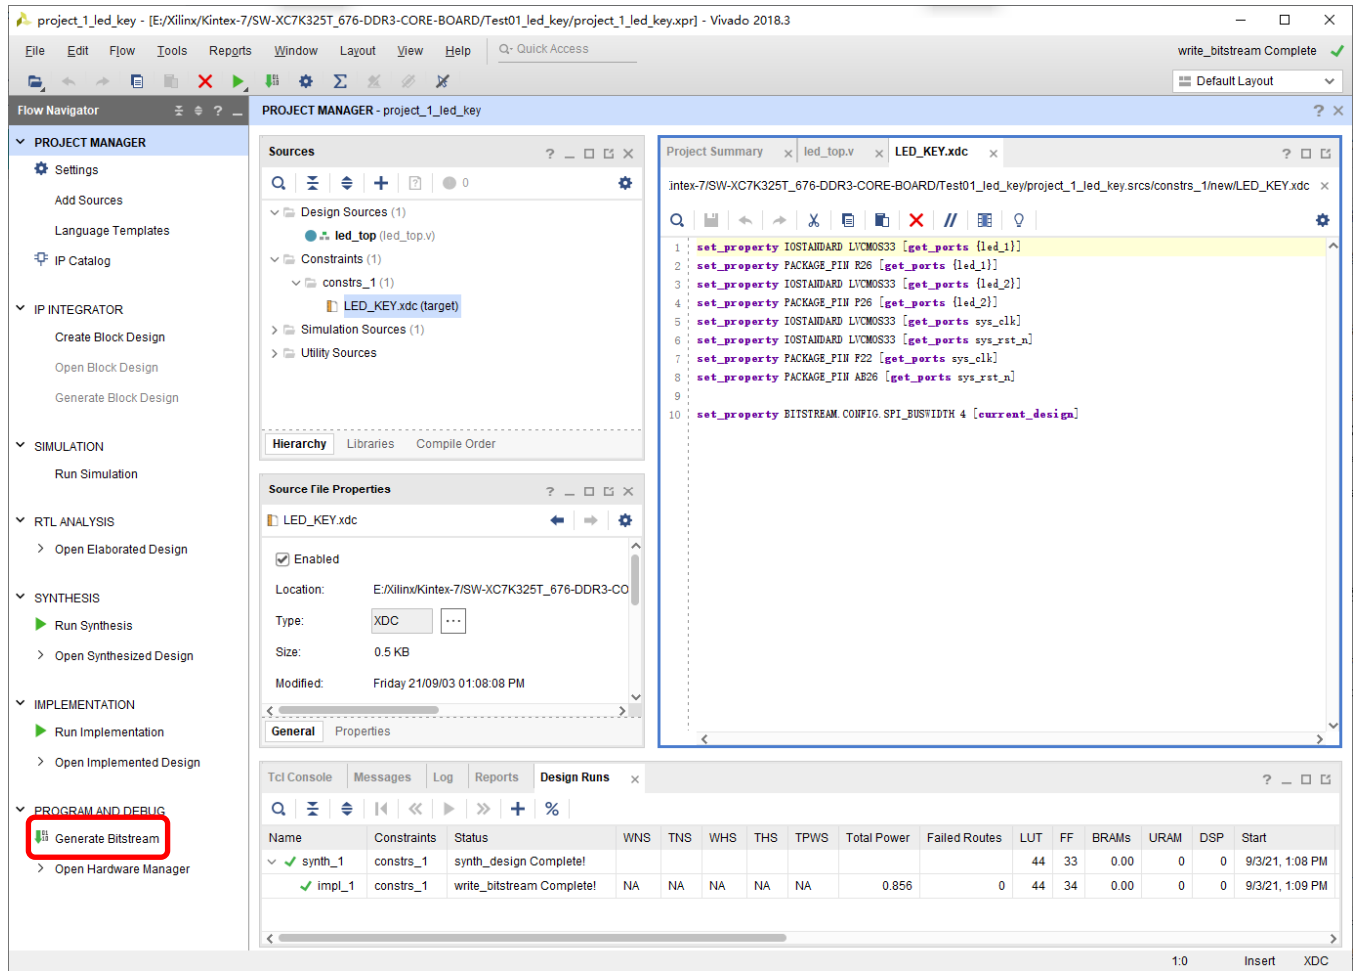 project_1_led_key - [E:/Xilinx/Kintex-7/SW-XC7K325T_676-DDR3-CORE-BOARD/Test01_led_key/project_1_led_key.xpr] - Vivado 2018.3
File Edit Flow Tools Reports Window Layout View Help Q- Quick Access write_bitstream Complete
Default Layout
Flow Navigator
PROJECT MANAGER - project_1_led_key
PROJECT MANAGER
Settings
Add Sources
Language Templates
IP Catalog
IP INTEGRATOR
Create Block Design
Open Block Design
Generate Block Design
SIMULATION
Run Simulation
RTL ANALYSIS
Open Elaborated Design
SYNTHESIS
Run Synthesis
Open Synthesized Design
IMPLEMENTATION
Run Implementation
Open Implemented Design
PROGRAM AND DEBUG
Generate Bitstream
Open Hardware Manager
Sources
0
Design Sources (1)
led_top (led_top.v)
Constraints (1)
constrs_1 (1)
LED_KEY.xdc (target)
Simulation Sources (1)
Utility Sources
Hierarchy Libraries Compile Order
Source File Properties
LED_KEY.xdc
Enabled
Location: E:/Xilinx/Kintex-7/SW-XC7K325T_676-DDR3-CO
Type: XDC ...
Size: 0.5 KB
Modified: Friday 21/09/03 01:08:08 PM
General Properties
Project Summary led_top.v LED_KEY.xdc
intex-7/SW-XC7K325T_676-DDR3-CORE-BOARD/Test01_led_key/project_1_led_key.srcs/constrs_1/new/LED_KEY.xdc
1 set_property IOSTANDARD LVCMOS33 [get_ports {led_1}]
2 set_property PACKAGE_PIN R26 [get_ports {led_1}]
3 set_property IOSTANDARD LVCMOS33 [get_ports {led_2}]
4 set_property PACKAGE_PIN P26 [get_ports {led_2}]
5 set_property IOSTANDARD LVCMOS33 [get_ports sys_clk]
6 set_property IOSTANDARD LVCMOS33 [get_ports sys_rst_n]
7 set_property PACKAGE_PIN F22 [get_ports sys_clk]
8 set_property PACKAGE_PIN AB26 [get_ports sys_rst_n]
9
10 set_property BITSTREAM.CONFIG.SPI_BUSWIDTH 4 [current_design]
Tcl Console Messages Log Reports Design Runs
Name Constraints Status WNS TNS WHS THS TPWS Total Power Failed Routes LUT FF BRAMs URAM DSP Start
synth_1 constrs_1 synth_design Complete! 44 33 0.00 0 0 9/3/21, 1:08 PM
impl_1 constrs_1 write_bitstream Complete! NA NA NA NA NA 0.856 0 44 34 0.00 0 0 9/3/21, 1:09 PM
1:0 Insert XDC